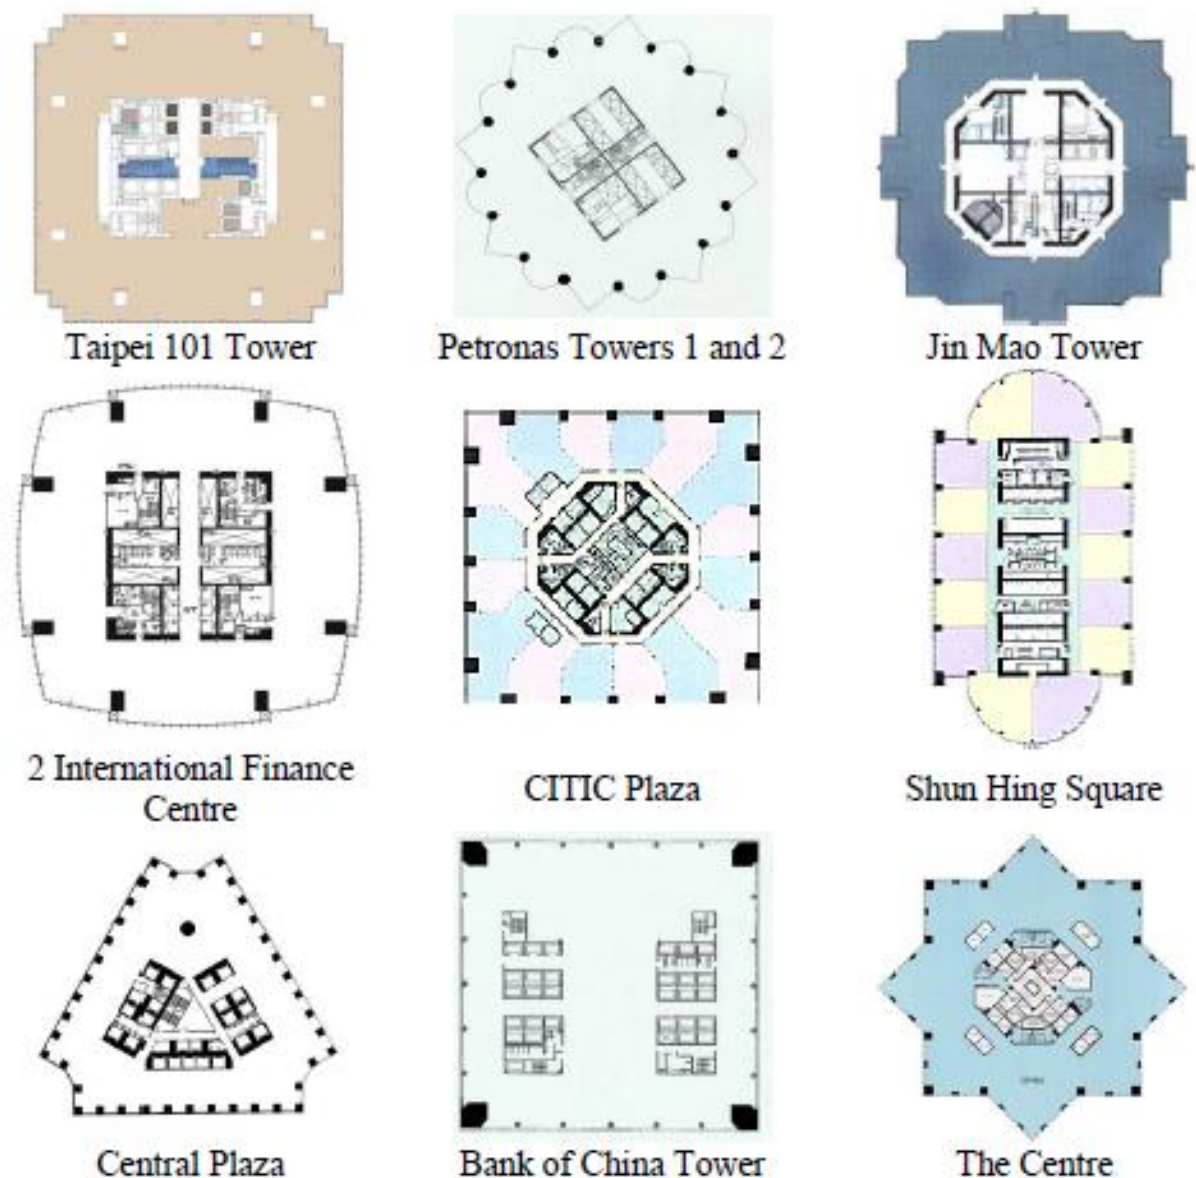 Taipei 101 Tower
Petronas Towers 1 and 2
Jin Mao Tower
2 International Finance
Centre
CITIC Plaza
Shun Hing Square
Central Plaza
Bank of China Tower
The Centre